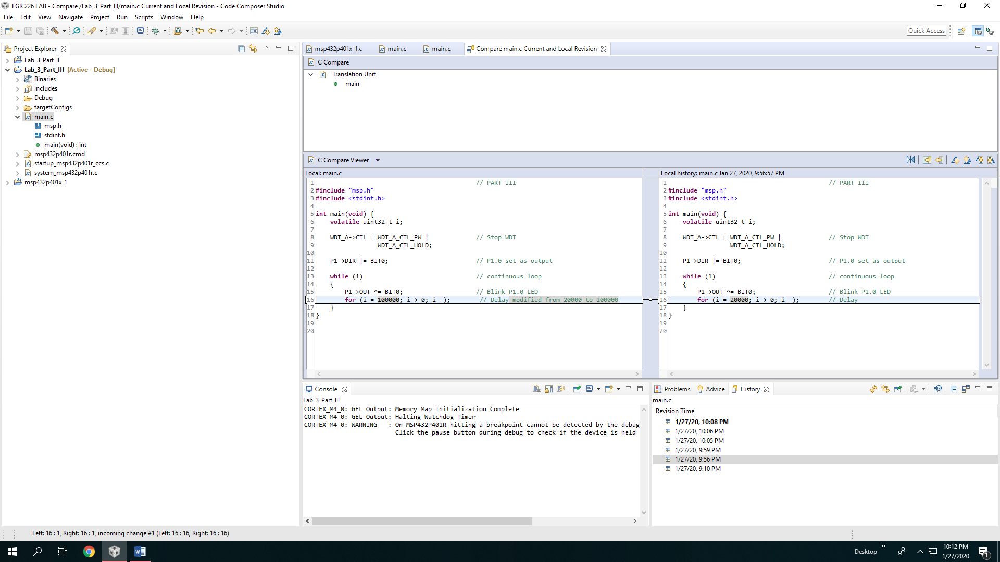 EGR 226 LAB - Compare /Lab_3_Part_III/main.c Current and Local Revision - Code Composer Studio
File Edit View Navigate Project Run Scripts Window Help
Quick Access
Project Explorer
Lab_3_Part_II
Lab_3_Part_III [Active - Debug]
Binaries
Includes
Debug
targetConfigs
main.c
msp.h
stdint.h
main(void) : int
msp432p401r.cmd
startup_msp432p401r_ccs.c
system_msp432p401r.c
msp432p401x_1
msp432p401x_1.c main.c main.c Compare main.c Current and Local Revision
C Compare
Translation Unit
main
C Compare Viewer
Local: main.c
1 // PART III
2 #include "msp.h"
3 #include <stdint.h>
4
5 int main(void) {
6 volatile uint32_t i;
7
8 WDT_A->CTL = WDT_A_CTL_PW | // Stop WDT
9 WDT_A_CTL_HOLD;
10
11 P1->DIR |= BIT0; // P1.0 set as output
12
13 while (1) // continuous loop
14 {
15 P1->OUT ^= BIT0; // Blink P1.0 LED
16 for (i = 100000; i > 0; i--); // Delay modified from 20000 to 100000
17 }
18 }
19
20
Local history: main.c Jan 27, 2020, 9:56:57 PM
1 // PART III
2 #include "msp.h"
3 #include <stdint.h>
4
5 int main(void) {
6 volatile uint32_t i;
7
8 WDT_A->CTL = WDT_A_CTL_PW | // Stop WDT
9 WDT_A_CTL_HOLD;
10
11 P1->DIR |= BIT0; // P1.0 set as output
12
13 while (1) // continuous loop
14 {
15 P1->OUT ^= BIT0; // Blink P1.0 LED
16 for (i = 20000; i > 0; i--); // Delay
17 }
18 }
19
20
Console
Lab_3_Part_III
CORTEX_M4_0: GEL Output: Memory Map Initialization Complete
CORTEX_M4_0: GEL Output: Halting Watchdog Timer
CORTEX_M4_0: WARNING : On MSP432P401R hitting a breakpoint cannot be detected by the debug
Click the pause button during debug to check if the device is held
Problems Advice History
main.c
Revision Time
1/27/20, 10:08 PM
1/27/20, 10:06 PM
1/27/20, 10:05 PM
1/27/20, 9:59 PM
1/27/20, 9:56 PM
1/27/20, 9:10 PM
Left: 16 : 1, Right: 16 : 1, incoming change #1 (Left: 16 : 16, Right: 16 : 16)
Desktop
10:12 PM
1/27/2020
1